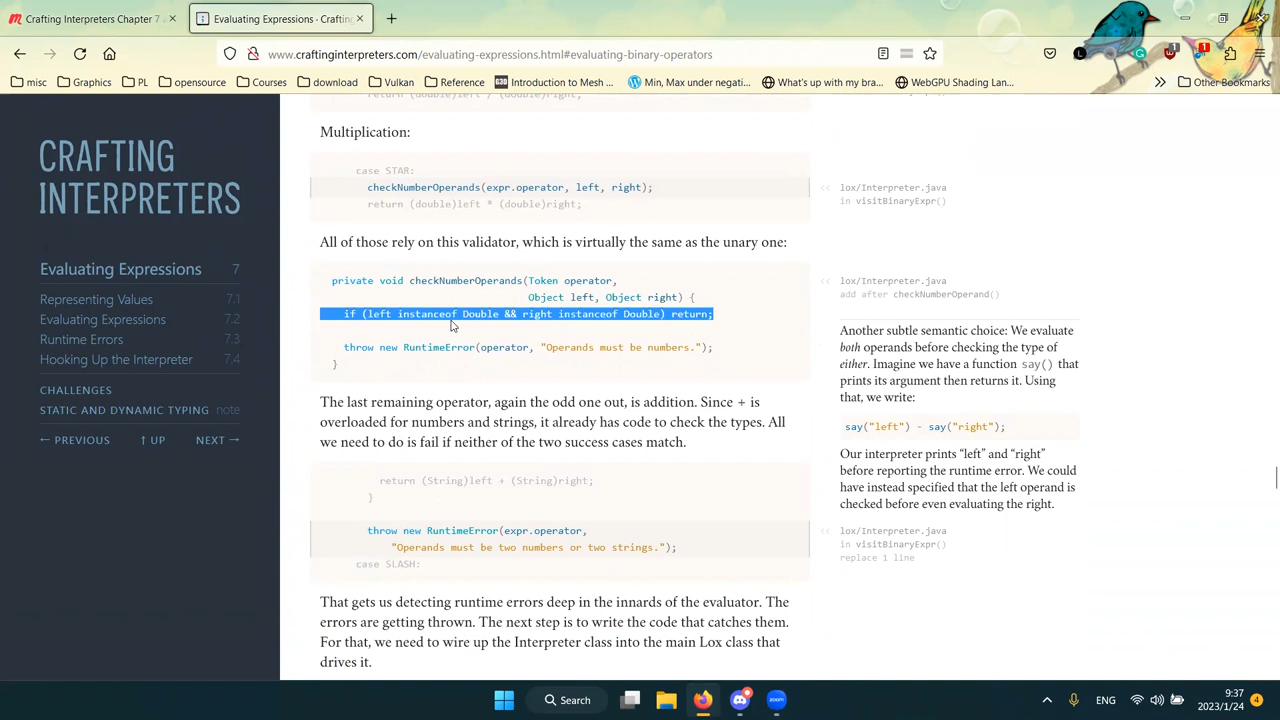 Crafting Interpreters Chapter 7 a
Evaluating Expressions · Crafting
www.craftinginterpreters.com/evaluating-expressions.html#evaluating-binary-operators
misc
Graphics
PL
opensource
Courses
download
Vulkan
Reference
Introduction to Mesh ...
Min, Max under negati...
What's up with my bra...
WebGPU Shading Lan...
Other Bookmarks
CRAFTING
INTERPRETERS
Evaluating Expressions 7
Representing Values 7.1
Evaluating Expressions 7.2
Runtime Errors 7.3
Hooking Up the Interpreter 7.4
CHALLENGES
STATIC AND DYNAMIC TYPING note
← PREVIOUS ↑ UP NEXT →
return (double)left / (double)right;
Multiplication:
case STAR:
checkNumberOperands(expr.operator, left, right);
return (double)left * (double)right;
<< lox/Interpreter.java
in visitBinaryExpr()
All of those rely on this validator, which is virtually the same as the unary one:
private void checkNumberOperands(Token operator,
Object left, Object right) {
if (left instanceof Double && right instanceof Double) return;
throw new RuntimeError(operator, "Operands must be numbers.");
}
<< lox/Interpreter.java
add after checkNumberOperand()
Another subtle semantic choice: We evaluate
both operands before checking the type of
either. Imagine we have a function say() that
prints its argument then returns it. Using
that, we write:
say("left") - say("right");
Our interpreter prints “left” and “right”
before reporting the runtime error. We could
have instead specified that the left operand is
checked before even evaluating the right.
The last remaining operator, again the odd one out, is addition. Since + is
overloaded for numbers and strings, it already has code to check the types. All
we need to do is fail if neither of the two success cases match.
return (String)left + (String)right;
}
throw new RuntimeError(expr.operator,
"Operands must be two numbers or two strings.");
case SLASH:
<< lox/Interpreter.java
in visitBinaryExpr()
replace 1 line
That gets us detecting runtime errors deep in the innards of the evaluator. The
errors are getting thrown. The next step is to write the code that catches them.
For that, we need to wire up the Interpreter class into the main Lox class that
drives it.
Search
zoom
ENG
9:37
2023/1/24
4